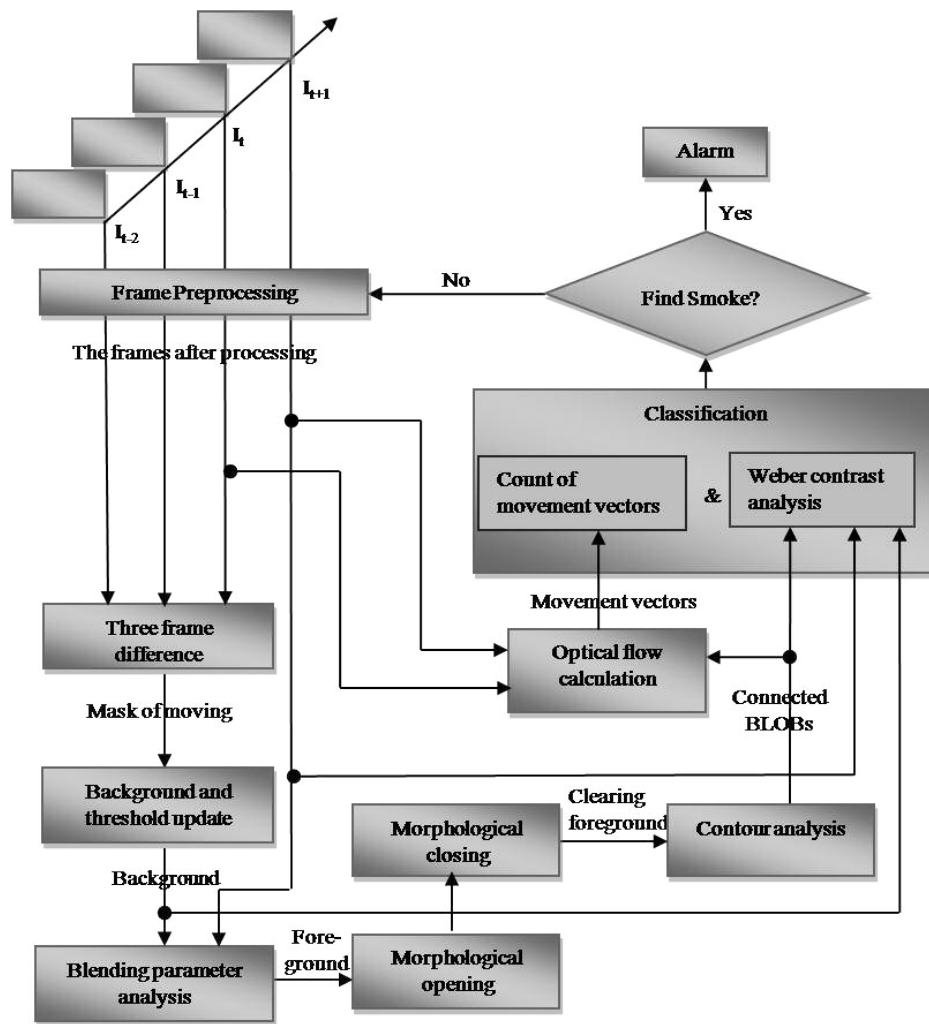 I_{t+1}
I_t
I_{t-1}
I_{t-2}
Alarm
Yes
Find Smoke?
No
Frame Preprocessing
The frames after processing
Classification
Count of
movement vectors
&
Weber contrast
analysis
Movement vectors
Three frame
difference
Optical flow
calculation
Mask of moving
Connected
BLOBs
Background and
threshold update
Clearing
foreground
Morphological
closing
Contour analysis
Background
Fore-
ground
Blending parameter
analysis
Morphological
opening